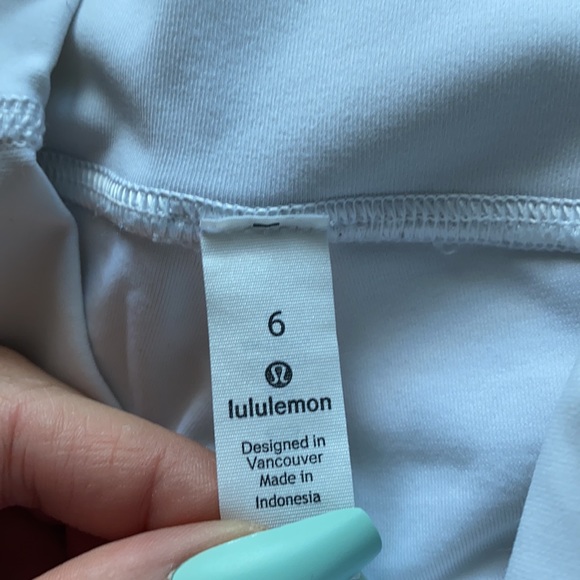 6
lululemon
Designed in
Vancouver
Made in
Indonesia